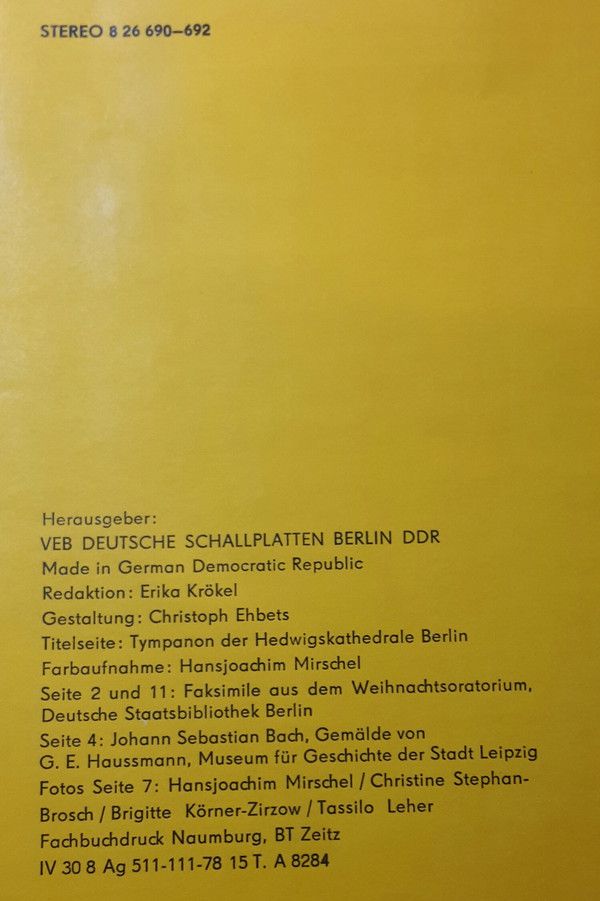 STEREO 8 26 690–692
Herausgeber:
VEB DEUTSCHE SCHALLPLATTEN BERLIN DDR
Made in German Democratic Republic
Redaktion: Erika Krökel
Gestaltung: Christoph Ehbets
Titelseite: Tympanon der Hedwigskathedrale Berlin
Farbaufnahme: Hansjoachim Mirschel
Seite 2 und 11: Faksimile aus dem Weihnachtsoratorium,
Deutsche Staatsbibliothek Berlin
Seite 4: Johann Sebastian Bach, Gemälde von
G. E. Haussmann, Museum für Geschichte der Stadt Leipzig
Fotos Seite 7: Hansjoachim Mirschel / Christine Stephan-
Brosch / Brigitte Körner-Zirzow / Tassilo Leher
Fachbuchdruck Naumburg, BT Zeitz
IV 30 8 Ag 511-111-78 15 T. A 8284